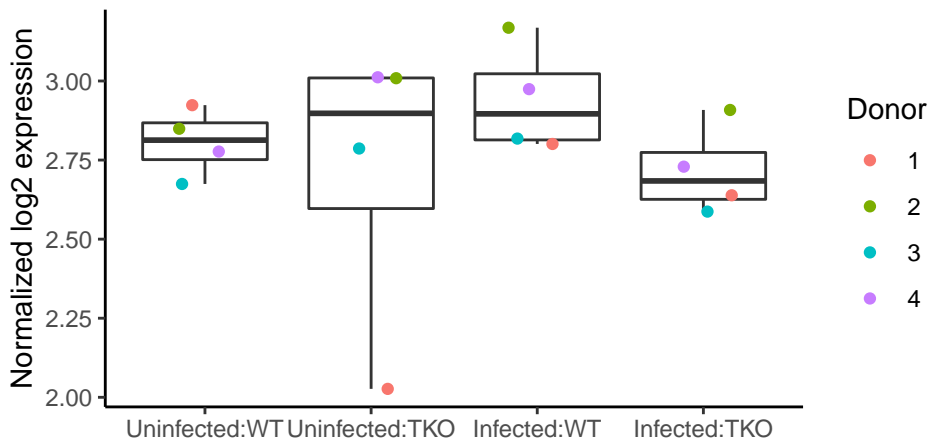 Normalized log2 expression
3.00
2.75
2.50
2.25
2.00
Uninfected:WT
Uninfected:TKO
Infected:WT
Infected:TKO
Donor
1
2
3
4